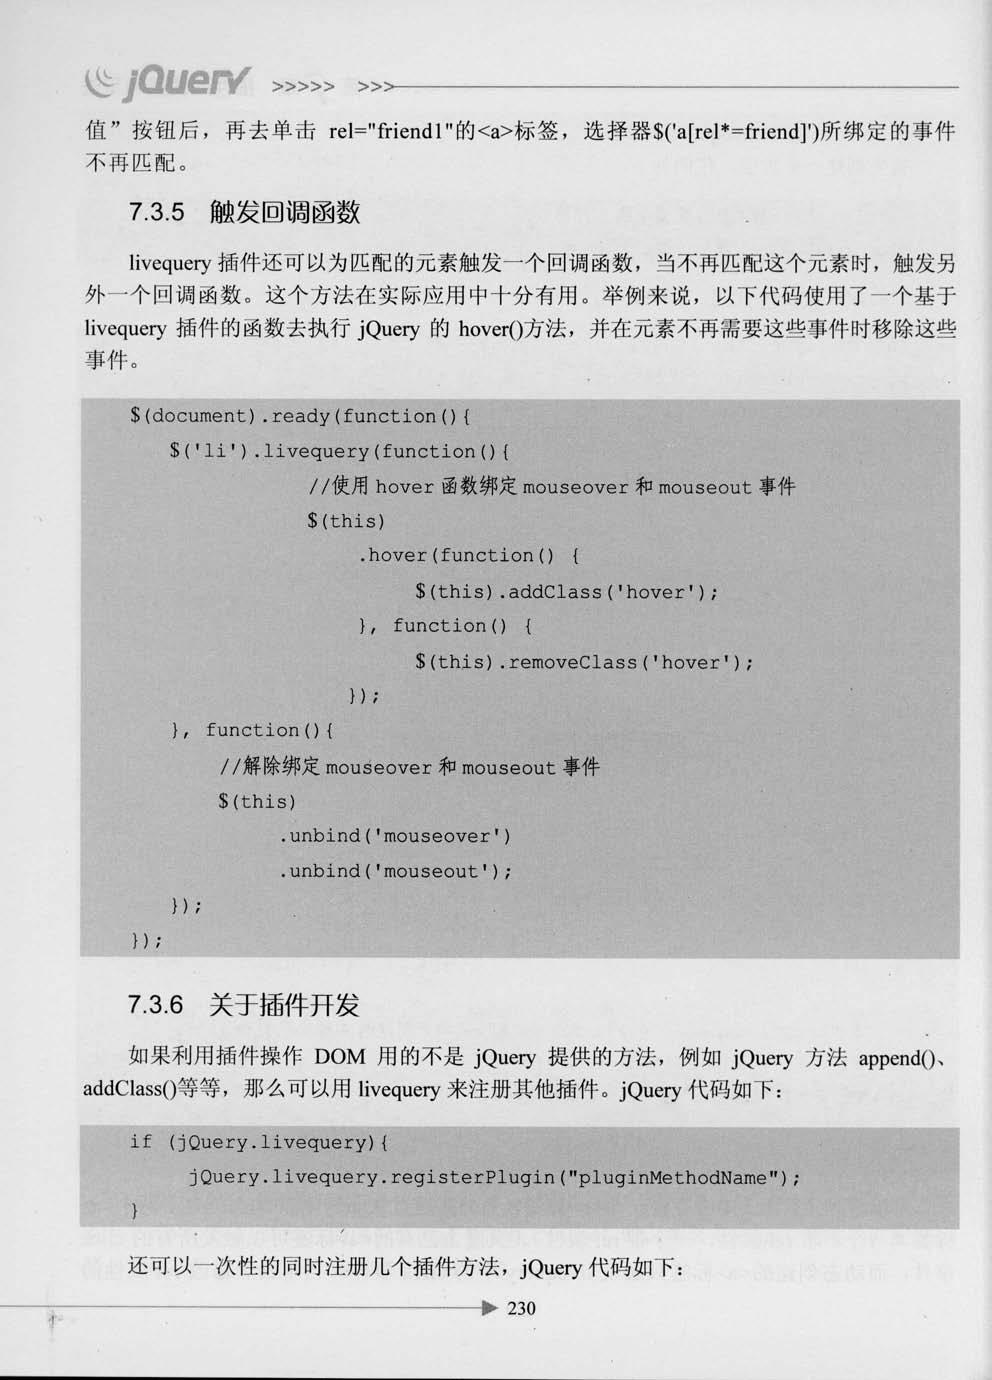 jQuery >>>>> >>>
值”按钮后，再去单击 rel="friend1"的<a>标签，选择器$('a[rel*=friend]')所绑定的事件
不再匹配。
7.3.5 触发回调函数
livequery 插件还可以为匹配的元素触发一个回调函数，当不再匹配这个元素时，触发另
外一个回调函数。这个方法在实际应用中十分有用。举例来说，以下代码使用了一个基于
livequery 插件的函数去执行 jQuery 的 hover()方法，并在元素不再需要这些事件时移除这些
事件。
$(document).ready(function(){
$('li').livequery(function(){
//使用 hover 函数绑定 mouseover 和 mouseout 事件
$(this)
.hover(function() {
$(this).addClass('hover');
}, function() {
$(this).removeClass('hover');
});
}, function(){
//解除绑定 mouseover 和 mouseout 事件
$(this)
.unbind('mouseover')
.unbind('mouseout');
});
});
7.3.6 关于插件开发
如果利用插件操作 DOM 用的不是 jQuery 提供的方法，例如 jQuery 方法 append()、
addClass()等等，那么可以用 livequery 来注册其他插件。jQuery 代码如下：
if (jQuery.livequery){
jQuery.livequery.registerPlugin("pluginMethodName");
}
还可以一次性的同时注册几个插件方法，jQuery 代码如下：
230